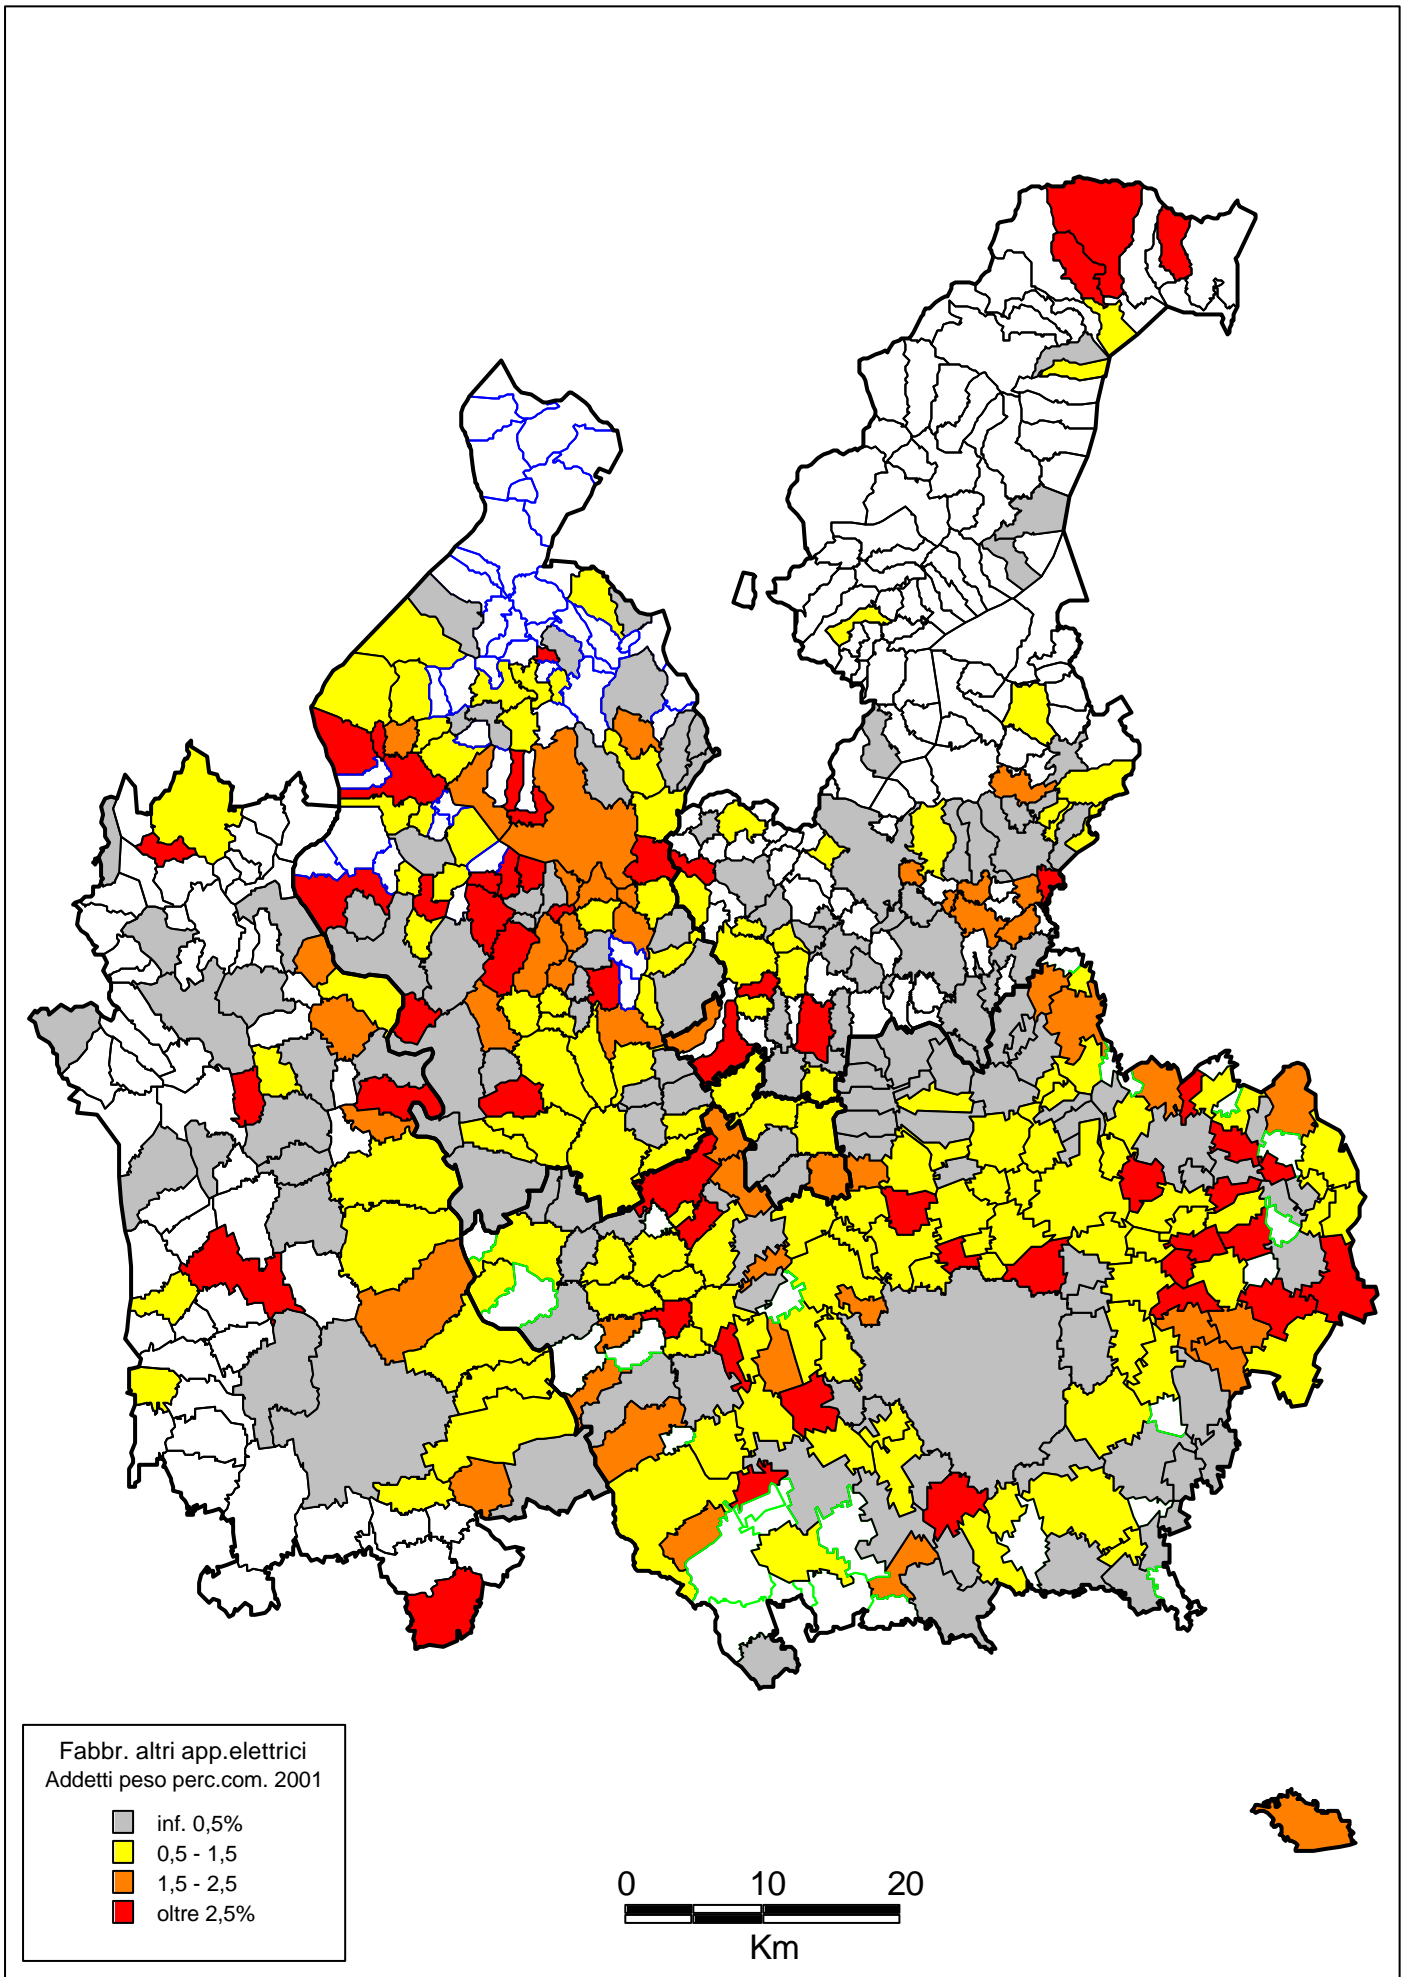 Fabbr. altri app.elettrici
Addetti peso perc.com. 2001
inf. 0,5%
0,5 - 1,5
1,5 - 2,5
oltre 2,5%
0 10 20
Km